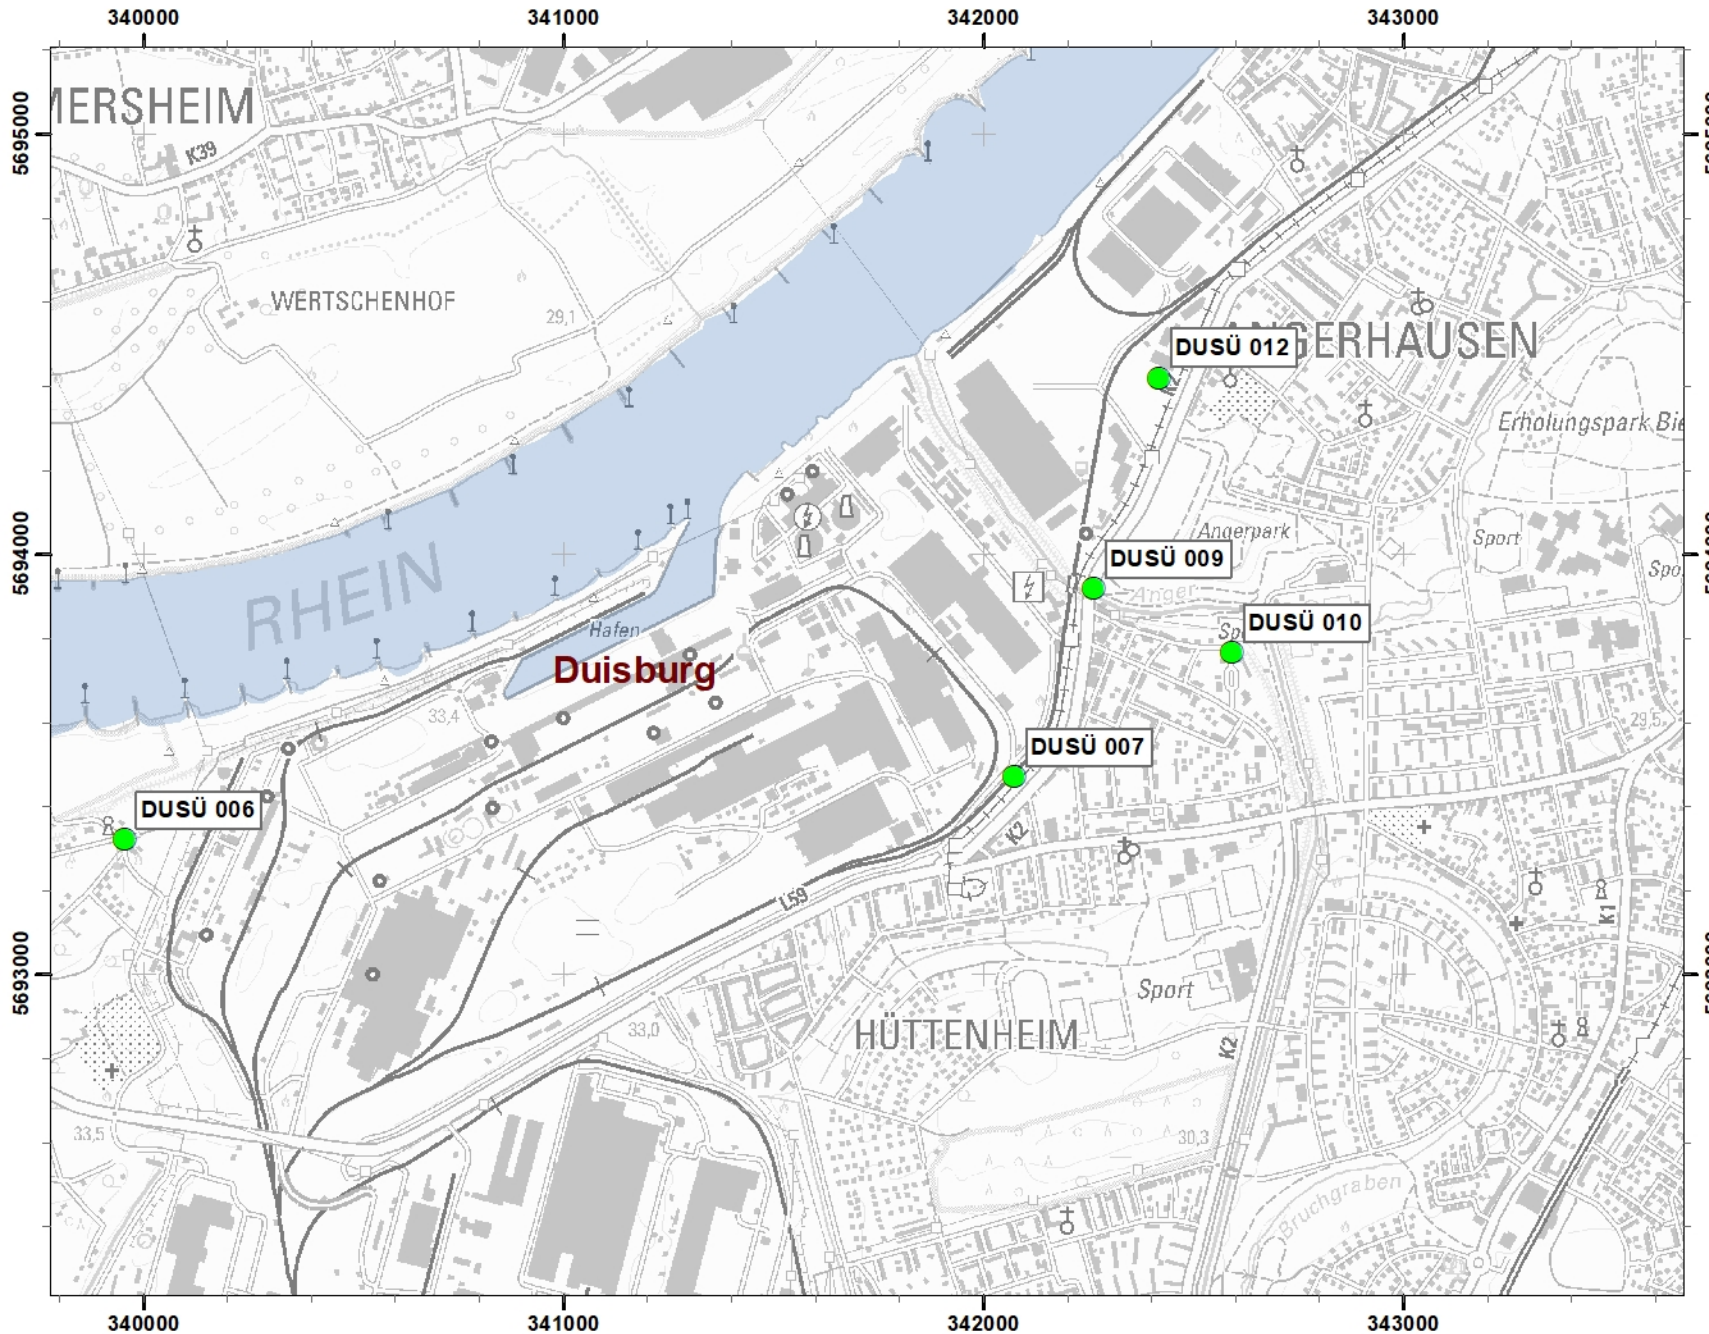 340000
341000
342000
343000
5695000
MERSHEIM
K39
WERTSCHENHOF
29,1
ANGERHAUSEN
DUSÜ 012
Erholungspark Bie
Angerpark
Sport
Spo
5694000
RHEIN
DUSÜ 009
Anger
Hafen
DUSÜ 010
Duisburg
33,4
29,5
DUSÜ 007
DUSÜ 006
K2
L59
K1
5693000
Sport
33,0
HÜTTENHEIM
K2
33,5
30,3
Bruchgraben
340000
341000
342000
343000